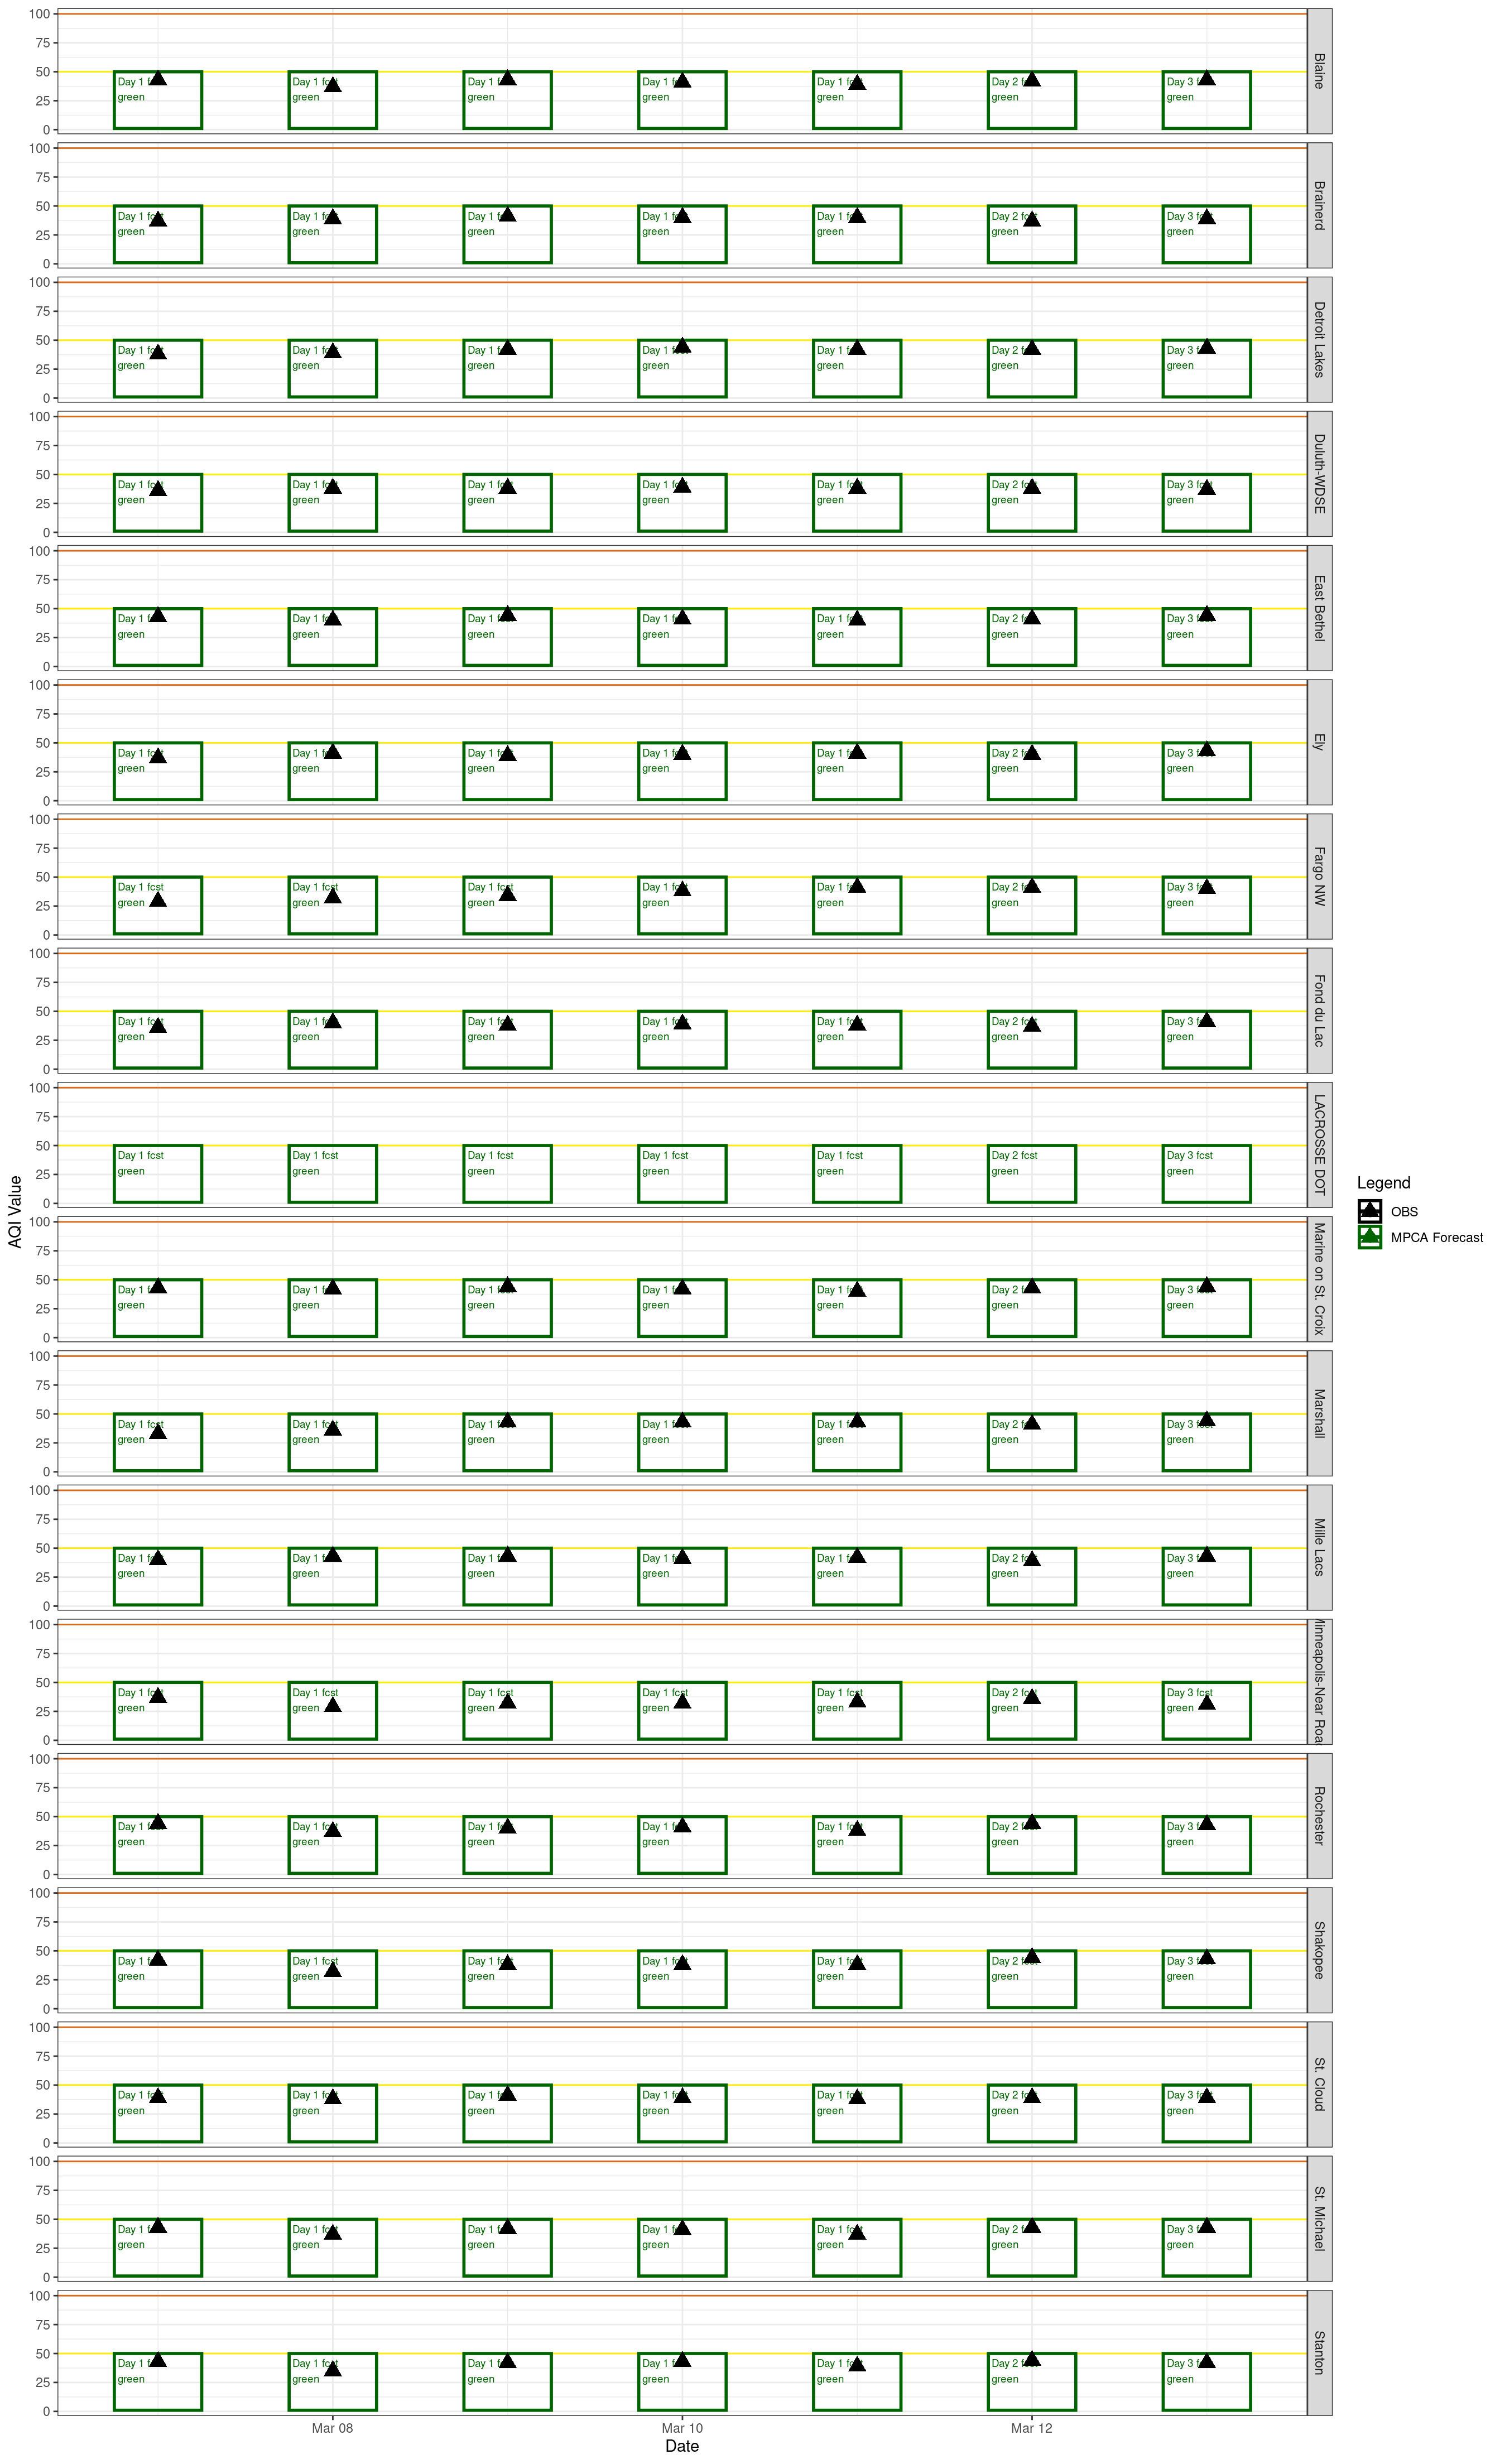 100
75
50
25
0
Day 1 fcst green
Day 1 fcst green
Day 1 fcst green
Day 1 fcst green
Day 1 fcst green
Day 2 fcst green
Day 3 fcst green
Blaine
100
75
50
25
0
Day 1 fcst green
Day 1 fcst green
Day 1 fcst green
Day 1 fcst green
Day 1 fcst green
Day 2 fcst green
Day 3 fcst green
Brainerd
100
75
50
25
0
Day 1 fcst green
Day 1 fcst green
Day 1 fcst green
Day 1 fcst green
Day 1 fcst green
Day 2 fcst green
Day 3 fcst green
Detroit Lakes
100
75
50
25
0
Day 1 fcst green
Day 1 fcst green
Day 1 fcst green
Day 1 fcst green
Day 1 fcst green
Day 2 fcst green
Day 3 fcst green
Duluth-WDSE
100
75
50
25
0
Day 1 fcst green
Day 1 fcst green
Day 1 fcst green
Day 1 fcst green
Day 1 fcst green
Day 2 fcst green
Day 3 fcst green
East Bethel
100
75
50
25
0
Day 1 fcst green
Day 1 fcst green
Day 1 fcst green
Day 1 fcst green
Day 1 fcst green
Day 2 fcst green
Day 3 fcst green
Ely
100
75
50
25
0
Day 1 fcst green
Day 1 fcst green
Day 1 fcst green
Day 1 fcst green
Day 1 fcst green
Day 2 fcst green
Day 3 fcst green
Fargo NW
100
75
50
25
0
Day 1 fcst green
Day 1 fcst green
Day 1 fcst green
Day 1 fcst green
Day 1 fcst green
Day 2 fcst green
Day 3 fcst green
Fond du Lac
100
75
50
25
0
Day 1 fcst green
Day 1 fcst green
Day 1 fcst green
Day 1 fcst green
Day 1 fcst green
Day 2 fcst green
Day 3 fcst green
LACROSSE DOT
100
75
50
25
0
Day 1 fcst green
Day 1 fcst green
Day 1 fcst green
Day 1 fcst green
Day 1 fcst green
Day 2 fcst green
Day 3 fcst green
Marine on St. Croix
100
75
50
25
0
Day 1 fcst green
Day 1 fcst green
Day 1 fcst green
Day 1 fcst green
Day 1 fcst green
Day 2 fcst green
Day 3 fcst green
Marshall
100
75
50
25
0
Day 1 fcst green
Day 1 fcst green
Day 1 fcst green
Day 1 fcst green
Day 1 fcst green
Day 2 fcst green
Day 3 fcst green
Mille Lacs
100
75
50
25
0
Day 1 fcst green
Day 1 fcst green
Day 1 fcst green
Day 1 fcst green
Day 1 fcst green
Day 2 fcst green
Day 3 fcst green
Minneapolis-Near Road
100
75
50
25
0
Day 1 fcst green
Day 1 fcst green
Day 1 fcst green
Day 1 fcst green
Day 1 fcst green
Day 2 fcst green
Day 3 fcst green
Rochester
100
75
50
25
0
Day 1 fcst green
Day 1 fcst green
Day 1 fcst green
Day 1 fcst green
Day 1 fcst green
Day 2 fcst green
Day 3 fcst green
Shakopee
100
75
50
25
0
Day 1 fcst green
Day 1 fcst green
Day 1 fcst green
Day 1 fcst green
Day 1 fcst green
Day 2 fcst green
Day 3 fcst green
St. Cloud
100
75
50
25
0
Day 1 fcst green
Day 1 fcst green
Day 1 fcst green
Day 1 fcst green
Day 1 fcst green
Day 2 fcst green
Day 3 fcst green
St. Michael
100
75
50
25
0
Day 1 fcst green
Day 1 fcst green
Day 1 fcst green
Day 1 fcst green
Day 1 fcst green
Day 2 fcst green
Day 3 fcst green
Stanton
Mar 08
Mar 10
Mar 12
Date
AQI Value
Legend
OBS
MPCA Forecast